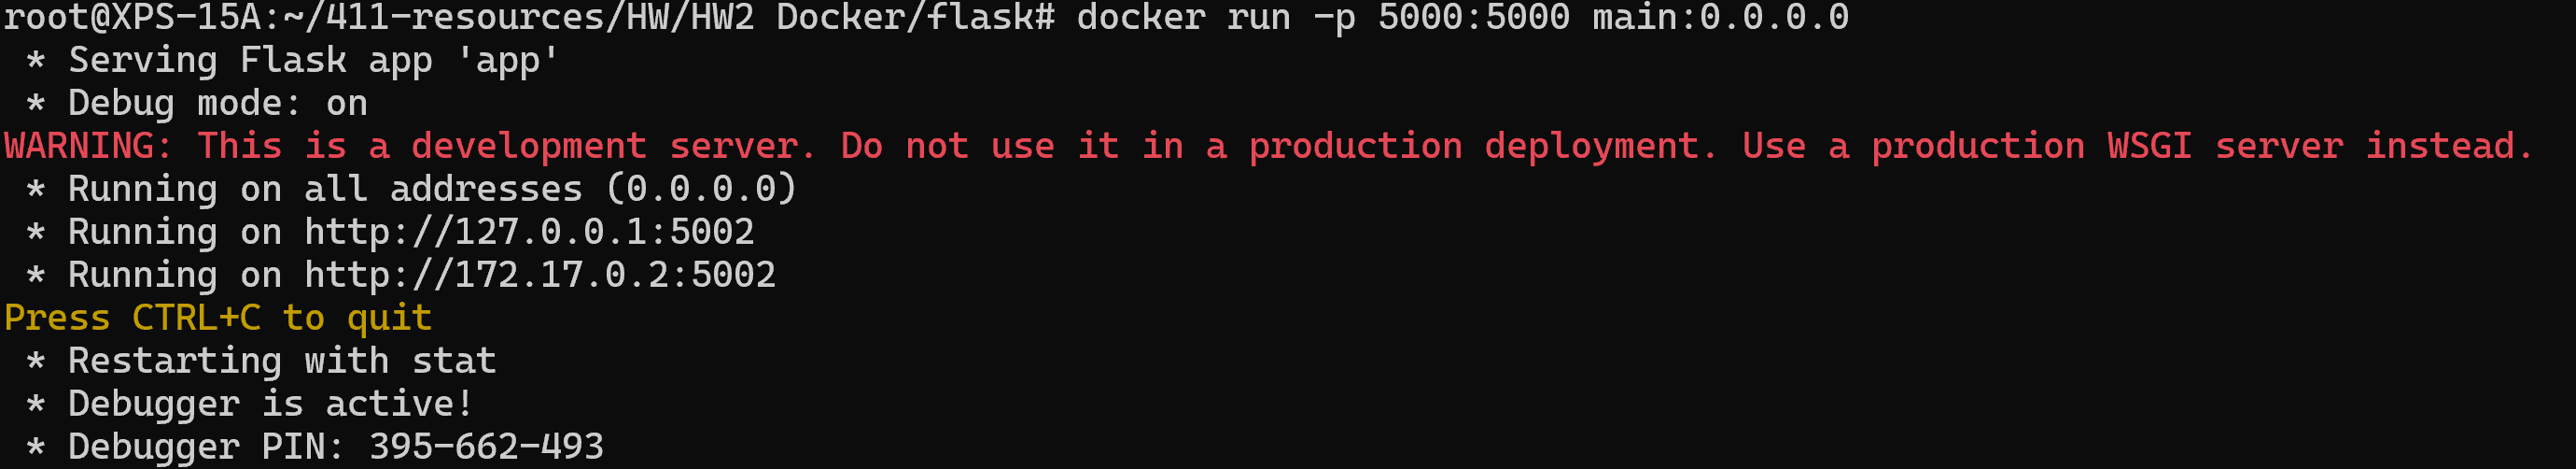 root@XPS-15A:~/411-resources/HW/HW2 Docker/flask# docker run -p 5000:5000 main:0.0.0.0
 * Serving Flask app 'app'
 * Debug mode: on
WARNING: This is a development server. Do not use it in a production deployment. Use a production WSGI server instead.
 * Running on all addresses (0.0.0.0)
 * Running on http://127.0.0.1:5002
 * Running on http://172.17.0.2:5002
Press CTRL+C to quit
 * Restarting with stat
 * Debugger is active!
 * Debugger PIN: 395-662-493